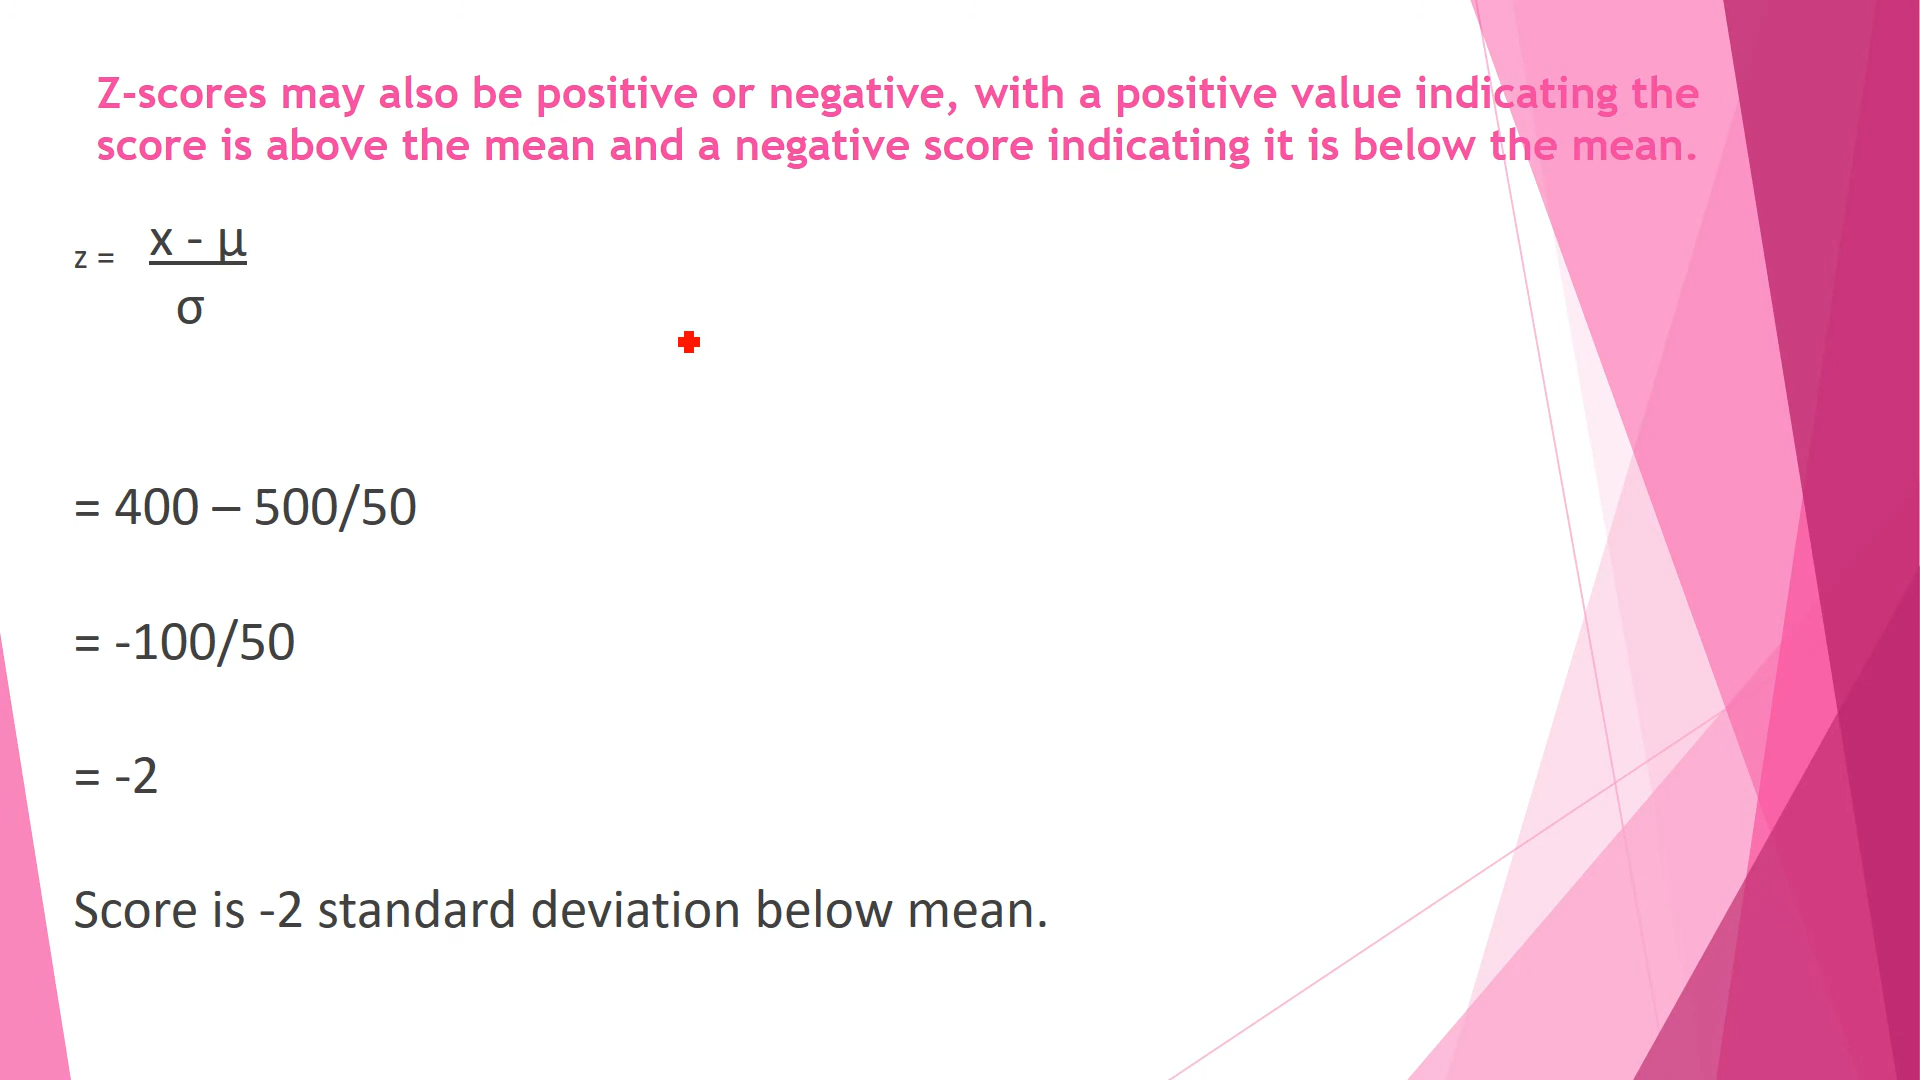 Z-scores may also be positive or negative, with a positive value indicating the
score is above the mean and a negative score indicating it is below the mean.
z = x - μ
σ
= 400 – 500/50
= -100/50
= -2
Score is -2 standard deviation below mean.